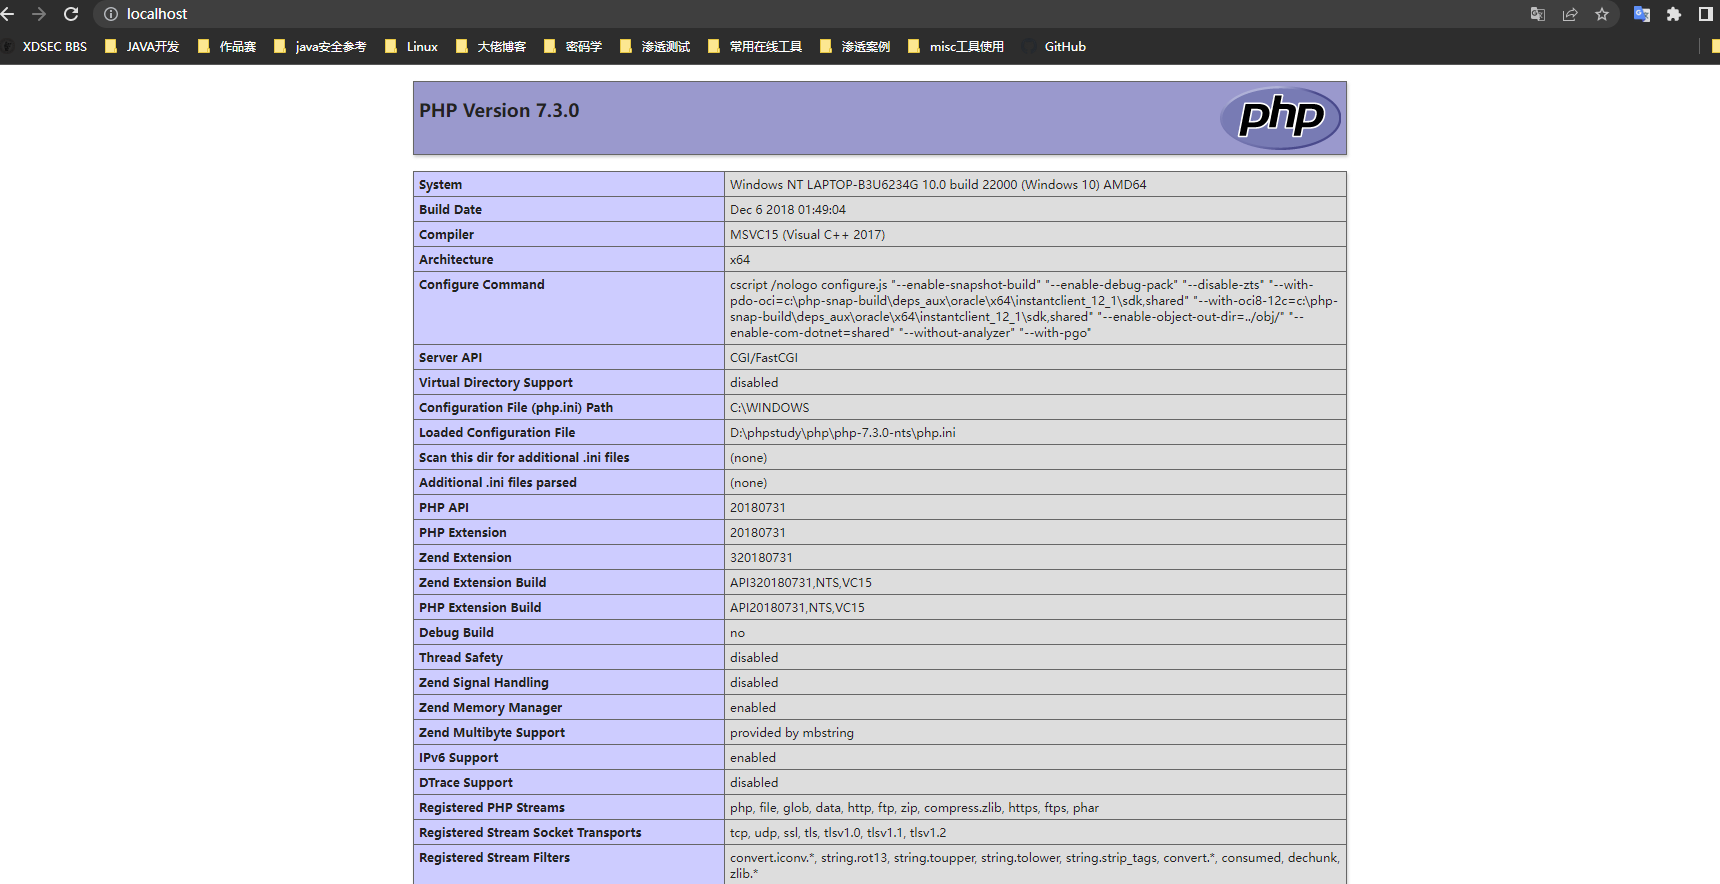 localhost
XDSEC BBS JAVA开发 作品赛 java安全参考 Linux 大佬博客 密码学 渗透测试 常用在线工具 渗透案例 misc工具使用 GitHub
PHP Version 7.3.0
php
System Windows NT LAPTOP-B3U6234G 10.0 build 22000 (Windows 10) AMD64
Build Date Dec 6 2018 01:49:04
Compiler MSVC15 (Visual C++ 2017)
Architecture x64
Configure Command cscript /nologo configure.js "--enable-snapshot-build" "--enable-debug-pack" "--disable-zts" "--with-
pdo-oci=c:\php-snap-build\deps_aux\oracle\x64\instantclient_12_1\sdk,shared" "--with-oci8-12c=c:\php-
snap-build\deps_aux\oracle\x64\instantclient_12_1\sdk,shared" "--enable-object-out-dir=../obj/" "--
enable-com-dotnet=shared" "--without-analyzer" "--with-pgo"
Server API CGI/FastCGI
Virtual Directory Support disabled
Configuration File (php.ini) Path C:\WINDOWS
Loaded Configuration File D:\phpstudy\php\php-7.3.0-nts\php.ini
Scan this dir for additional .ini files (none)
Additional .ini files parsed (none)
PHP API 20180731
PHP Extension 20180731
Zend Extension 320180731
Zend Extension Build API320180731,NTS,VC15
PHP Extension Build API20180731,NTS,VC15
Debug Build no
Thread Safety disabled
Zend Signal Handling disabled
Zend Memory Manager enabled
Zend Multibyte Support provided by mbstring
IPv6 Support enabled
DTrace Support disabled
Registered PHP Streams php, file, glob, data, http, ftp, zip, compress.zlib, https, ftps, phar
Registered Stream Socket Transports tcp, udp, ssl, tls, tlsv1.0, tlsv1.1, tlsv1.2
Registered Stream Filters convert.iconv.*, string.rot13, string.toupper, string.tolower, string.strip_tags, convert.*, consumed, dechunk,
zlib.*